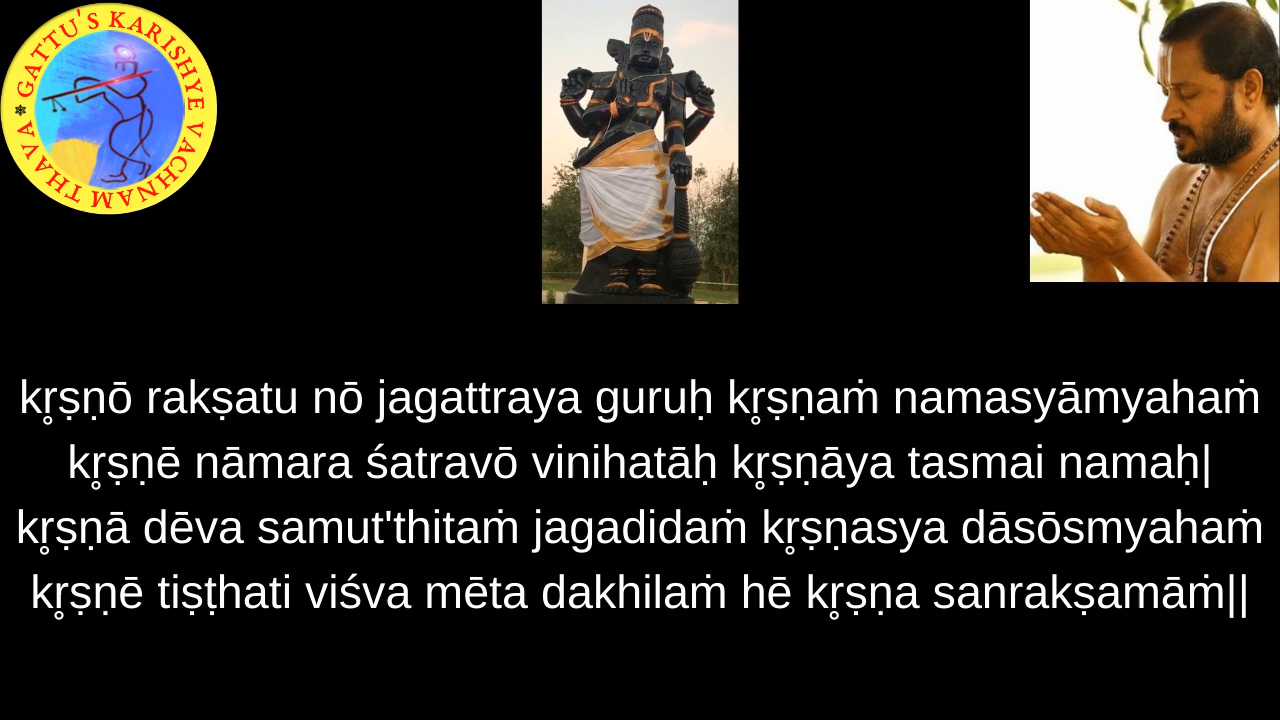 GATTU'S KARISHYE VACHNAM THAVA
kr̥ṣṇō rakṣatu nō jagattraya guruḥ kr̥ṣṇaṁ namasyāmyahaṁ
kr̥ṣṇē nāmara śatravō vinihatāḥ kr̥ṣṇāya tasmai namaḥ|
kr̥ṣṇā dēva samut'thitaṁ jagadidaṁ kr̥ṣṇasya dāsōsmyahaṁ
kr̥ṣṇē tiṣṭhati viśva mēta dakhilaṁ hē kr̥ṣṇa sanrakṣamāṁ||